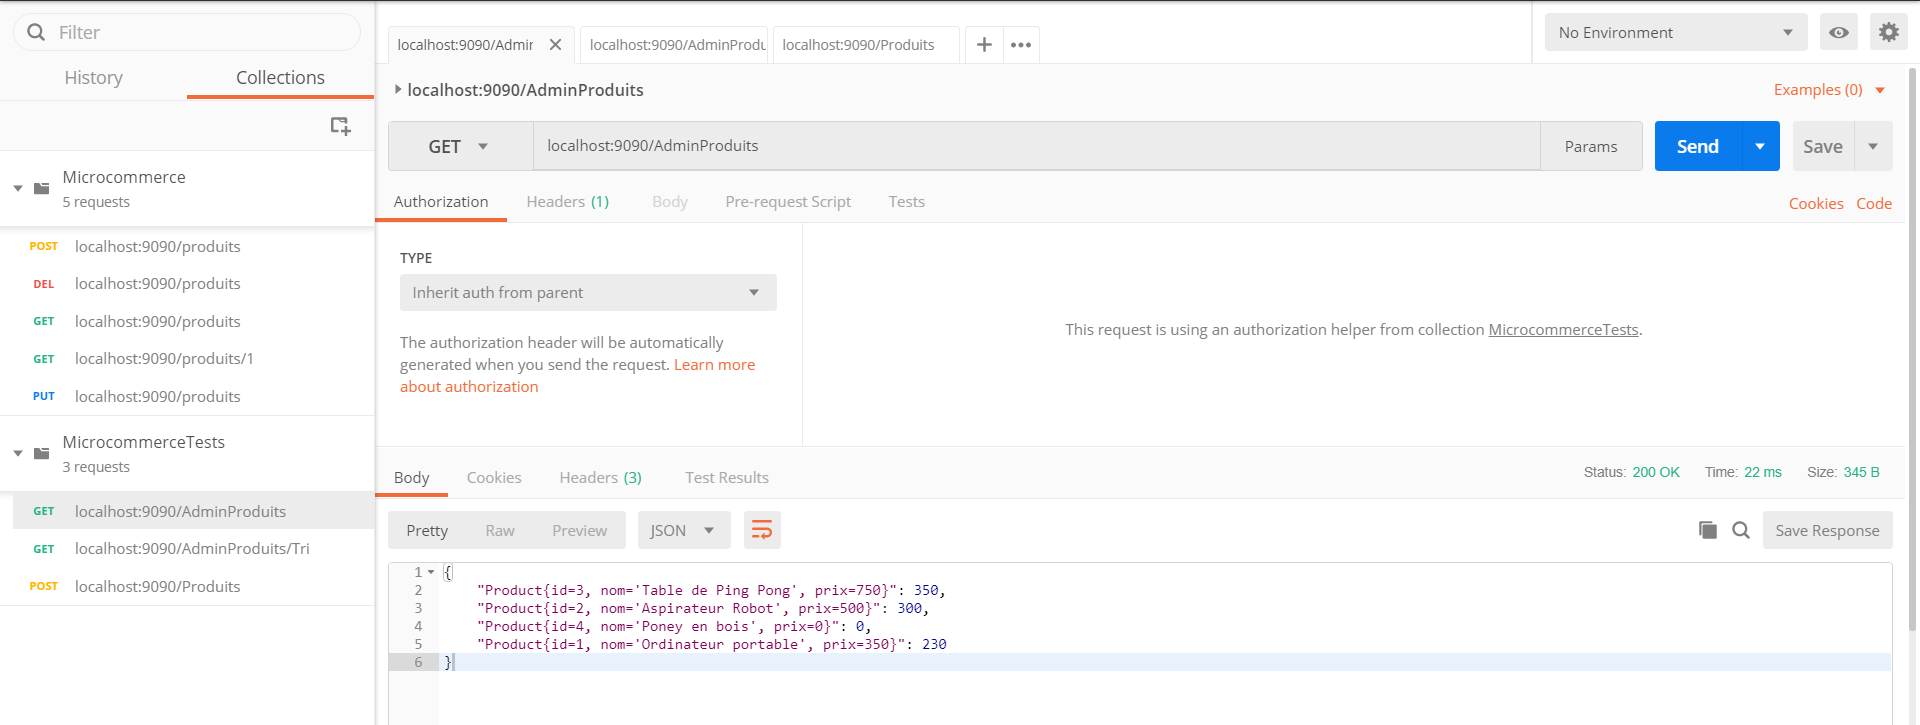 Filter
History
Collections
Microcommerce
5 requests
POST localhost:9090/produits
DEL localhost:9090/produits
GET localhost:9090/produits
GET localhost:9090/produits/1
PUT localhost:9090/produits
MicrocommerceTests
3 requests
GET localhost:9090/AdminProduits
GET localhost:9090/AdminProduits/Tri
POST localhost:9090/Produits
localhost:9090/Admin
localhost:9090/AdminProdu
localhost:9090/Produits
No Environment
localhost:9090/AdminProduits
Examples (0)
GET
localhost:9090/AdminProduits
Params
Send
Save
Authorization
Headers (1)
Body
Pre-request Script
Tests
Cookies
Code
TYPE
Inherit auth from parent
The authorization header will be automatically
generated when you send the request. Learn more
about authorization
This request is using an authorization helper from collection MicrocommerceTests.
Body
Cookies
Headers (3)
Test Results
Status: 200 OK
Time: 22 ms
Size: 345 B
Pretty
Raw
Preview
JSON
Save Response
1 {
2 "Product{id=3, nom='Table de Ping Pong', prix=750}": 350,
3 "Product{id=2, nom='Aspirateur Robot', prix=500}": 300,
4 "Product{id=4, nom='Poney en bois', prix=0}": 0,
5 "Product{id=1, nom='Ordinateur portable', prix=350}": 230
6 }